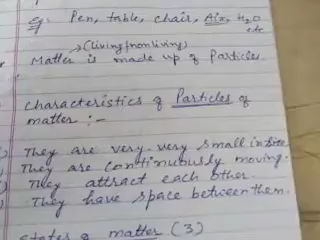 eg: Pen, table, chair, Air, H2O etc
(living/nonliving)
Matter is made up of Particles.
Characteristics of Particles of
matter :-
They are very very small in size
They are continuously moving.
They attract each other.
They have space between them.
States of matter (3)